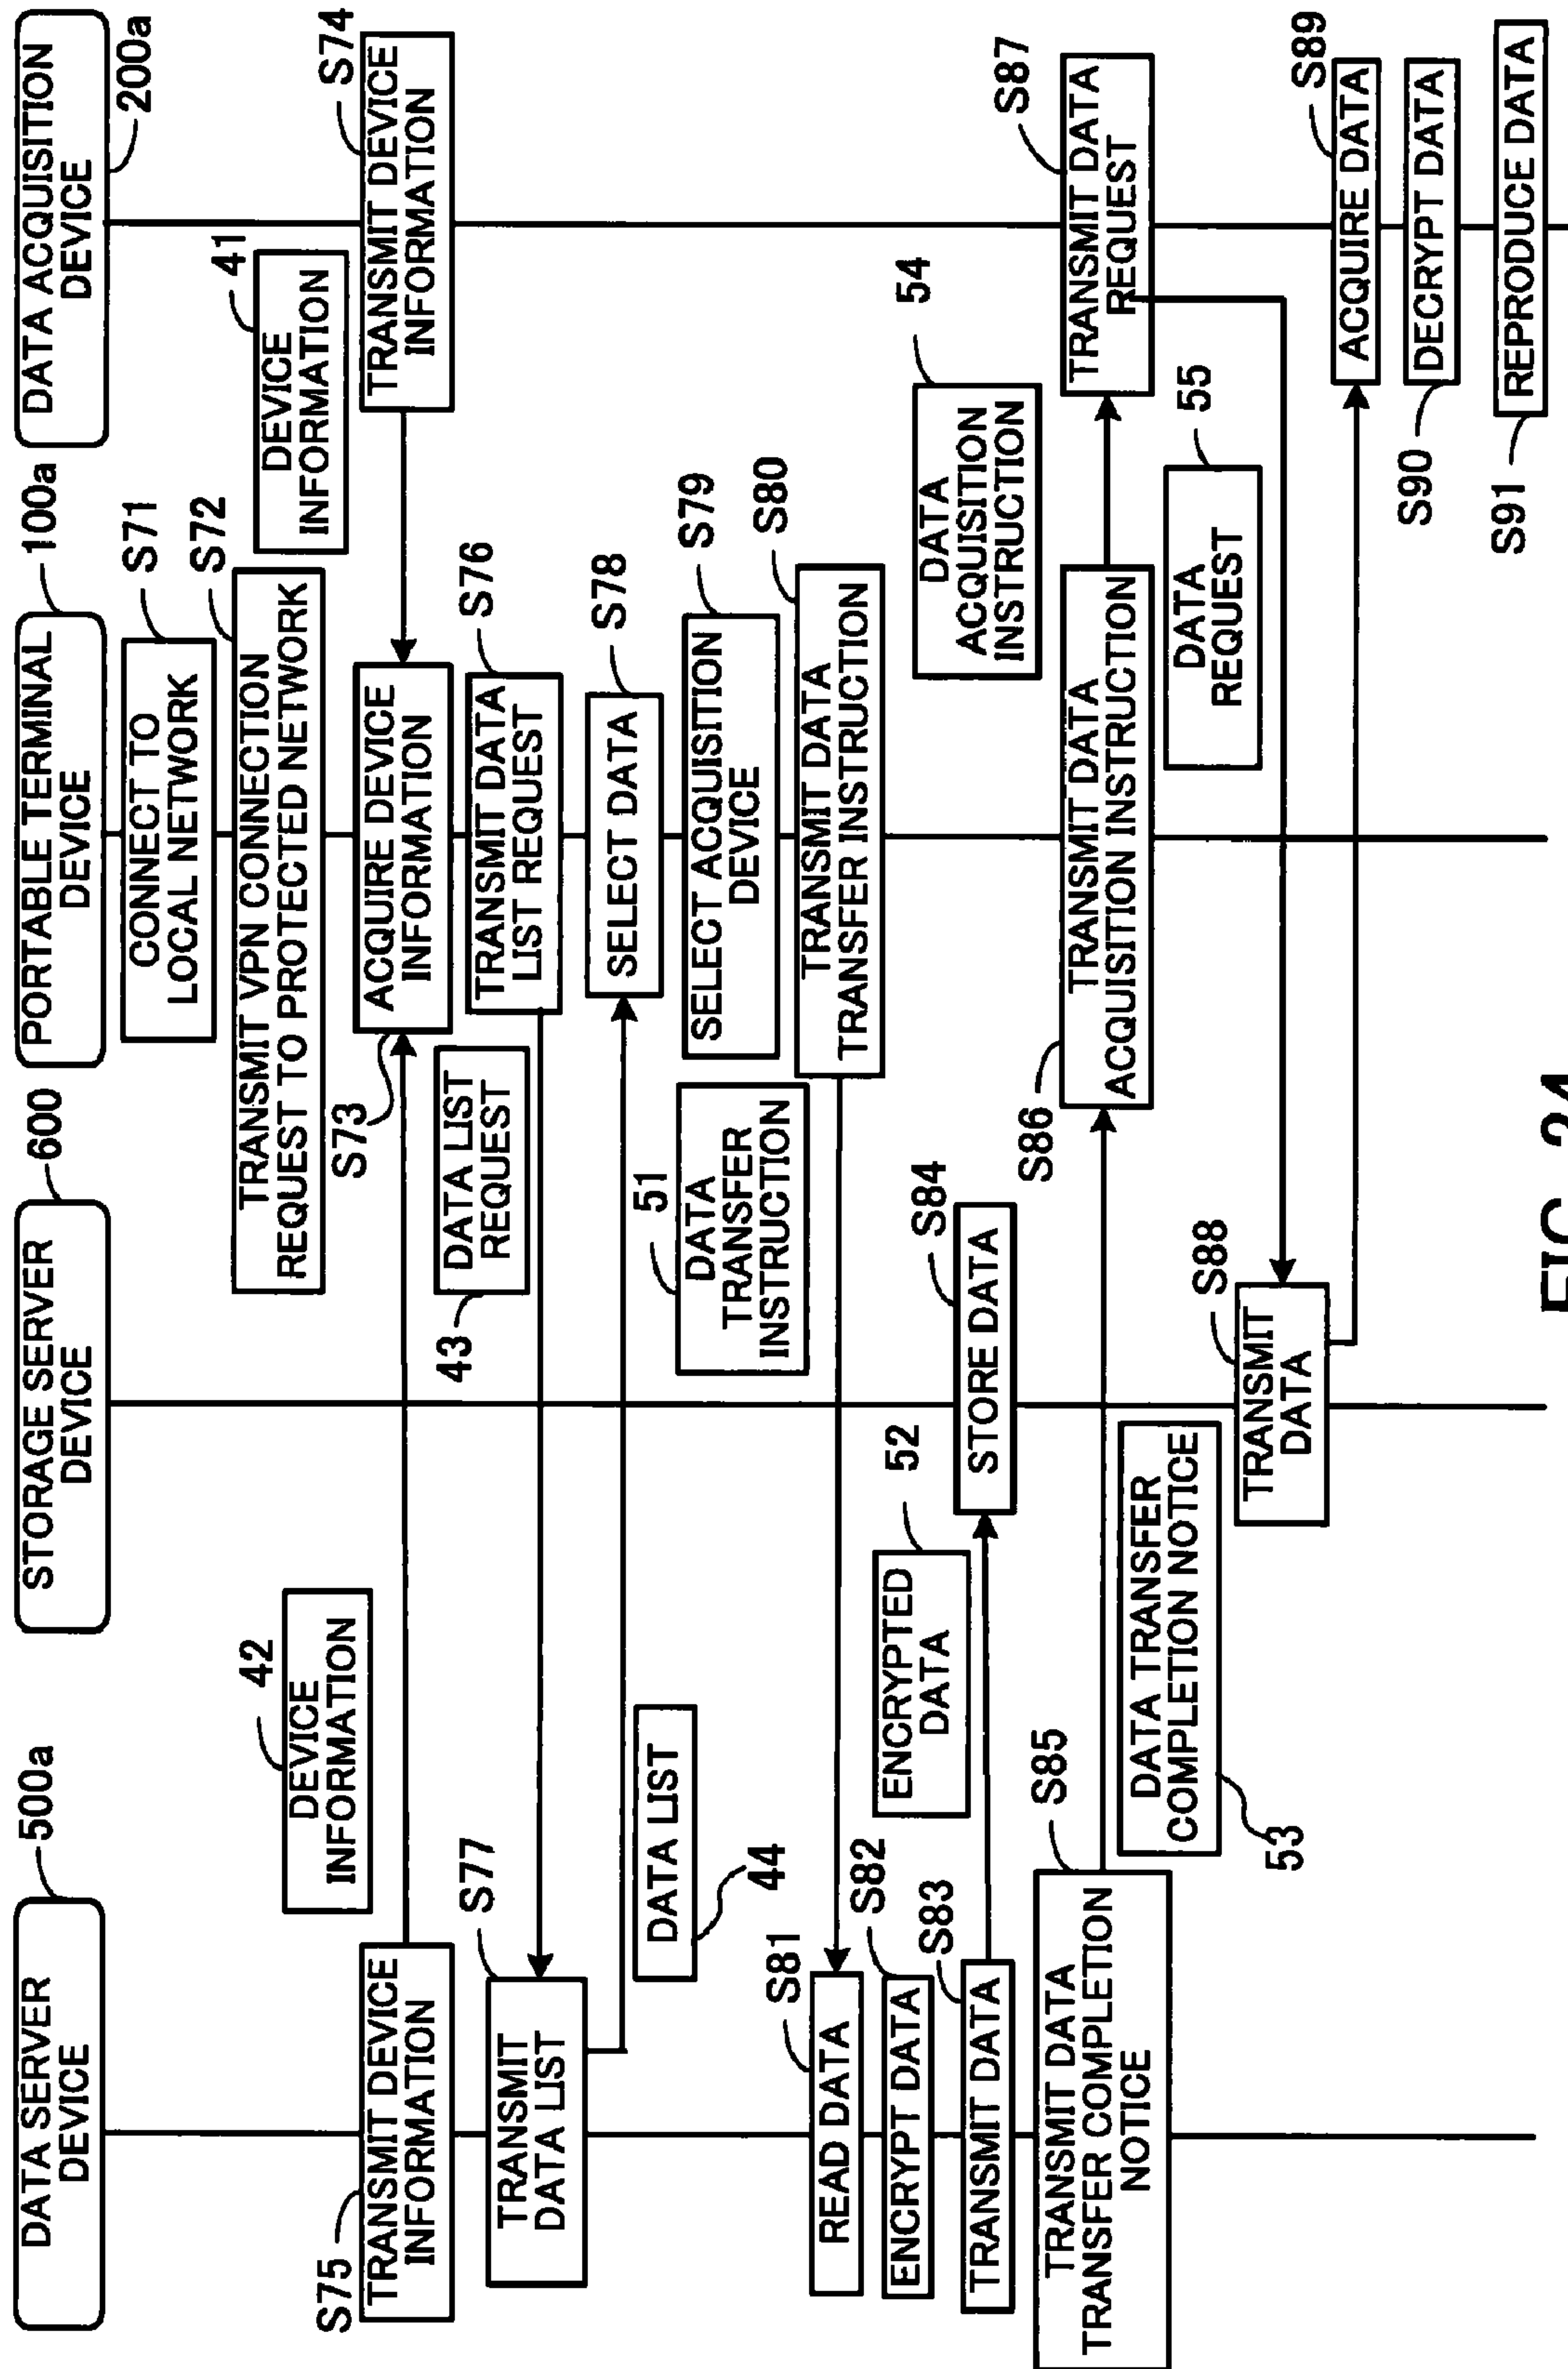 DATA SERVER
DEVICE
500a
STORAGE SERVER
DEVICE
600
PORTABLE TERMINAL
DEVICE
100a
DATA ACQUISITION
DEVICE
200a
CONNECT TO
LOCAL NETWORK
S71
TRANSMIT VPN CONNECTION
REQUEST TO PROTECTED NETWORK
S72
42
DEVICE
INFORMATION
DEVICE
INFORMATION
41
S75
TRANSMIT DEVICE
INFORMATION
S73
ACQUIRE DEVICE
INFORMATION
TRANSMIT DEVICE
INFORMATION
S74
DATA LIST
REQUEST
43
TRANSMIT DATA
LIST REQUEST
S76
TRANSMIT
DATA LIST
S77
DATA LIST
44
SELECT DATA
S78
SELECT ACQUISITION
DEVICE
S79
51
DATA
TRANSFER
INSTRUCTION
TRANSMIT DATA
TRANSFER INSTRUCTION
S80
READ DATA
S81
ENCRYPT DATA
S82
ENCRYPTED
DATA
52
TRANSMIT DATA
S83
STORE DATA
S84
DATA
ACQUISITION
INSTRUCTION
54
TRANSMIT DATA
TRANSFER COMPLETION
NOTICE
S85
DATA TRANSFER
COMPLETION NOTICE
53
S86
TRANSMIT DATA
ACQUISITION INSTRUCTION
TRANSMIT DATA
REQUEST
S87
DATA
REQUEST
55
TRANSMIT
DATA
S88
ACQUIRE DATA
S89
DECRYPT DATA
S90
REPRODUCE DATA
S91
FIG. 24